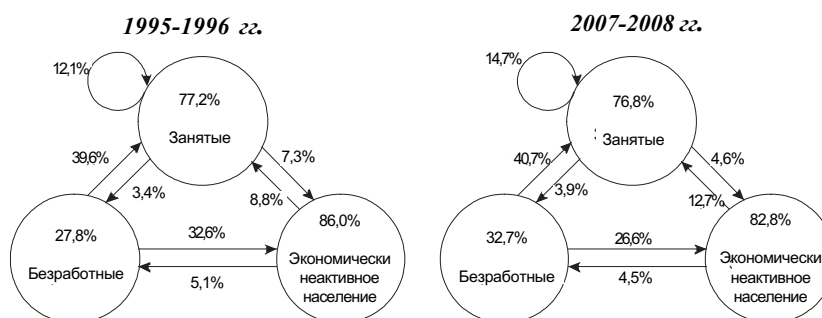 1995-1996 гг.
12,1%
77,2%
Занятые
39,6%
3,4%
7,3%
8,8%
27,8%
Безработные
32,6%
5,1%
86,0%
Экономически
неактивное
население
2007-2008 гг.
14,7%
76,8%
Занятые
40,7%
3,9%
4,6%
12,7%
32,7%
Безработные
26,6%
4,5%
82,8%
Экономически
неактивное
население